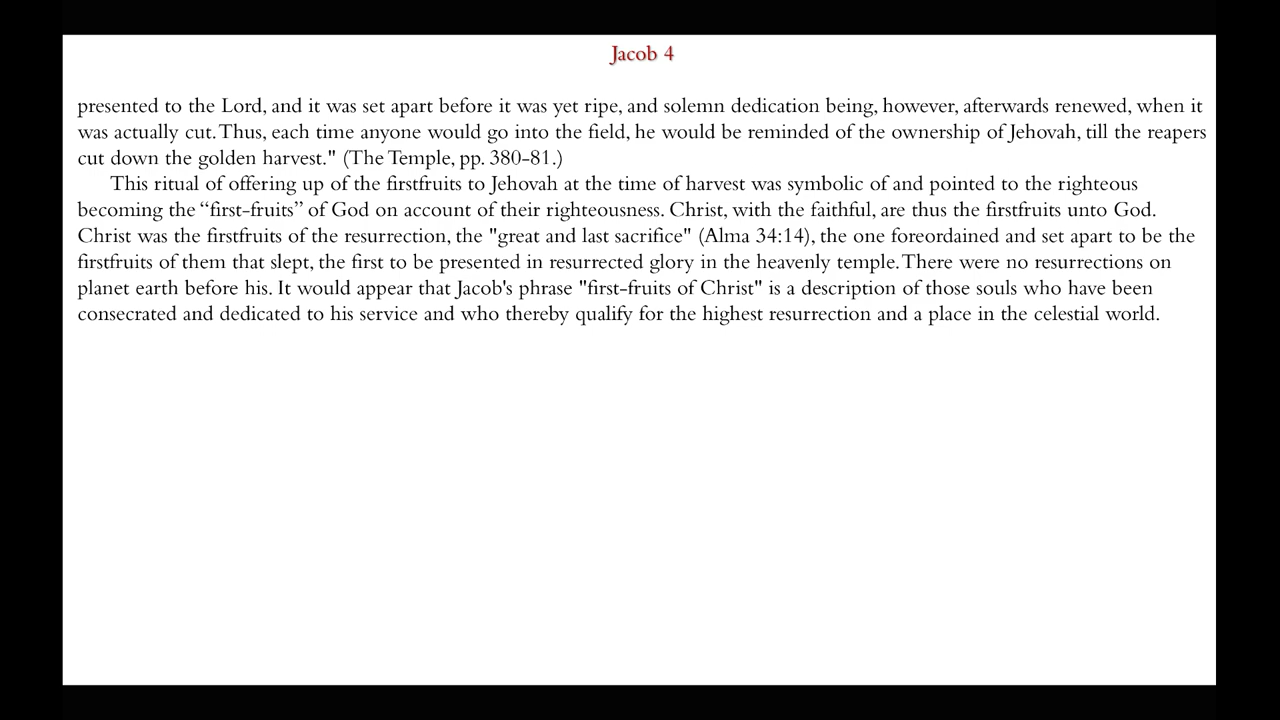 Jacob 4
presented to the Lord, and it was set apart before it was yet ripe, and solemn dedication being, however, afterwards renewed, when it
was actually cut. Thus, each time anyone would go into the field, he would be reminded of the ownership of Jehovah, till the reapers
cut down the golden harvest." (The Temple, pp. 380-81.)
This ritual of offering up of the firstfruits to Jehovah at the time of harvest was symbolic of and pointed to the righteous
becoming the “first-fruits” of God on account of their righteousness. Christ, with the faithful, are thus the firstfruits unto God.
Christ was the firstfruits of the resurrection, the "great and last sacrifice" (Alma 34:14), the one foreordained and set apart to be the
firstfruits of them that slept, the first to be presented in resurrected glory in the heavenly temple. There were no resurrections on
planet earth before his. It would appear that Jacob's phrase "first-fruits of Christ" is a description of those souls who have been
consecrated and dedicated to his service and who thereby qualify for the highest resurrection and a place in the celestial world.